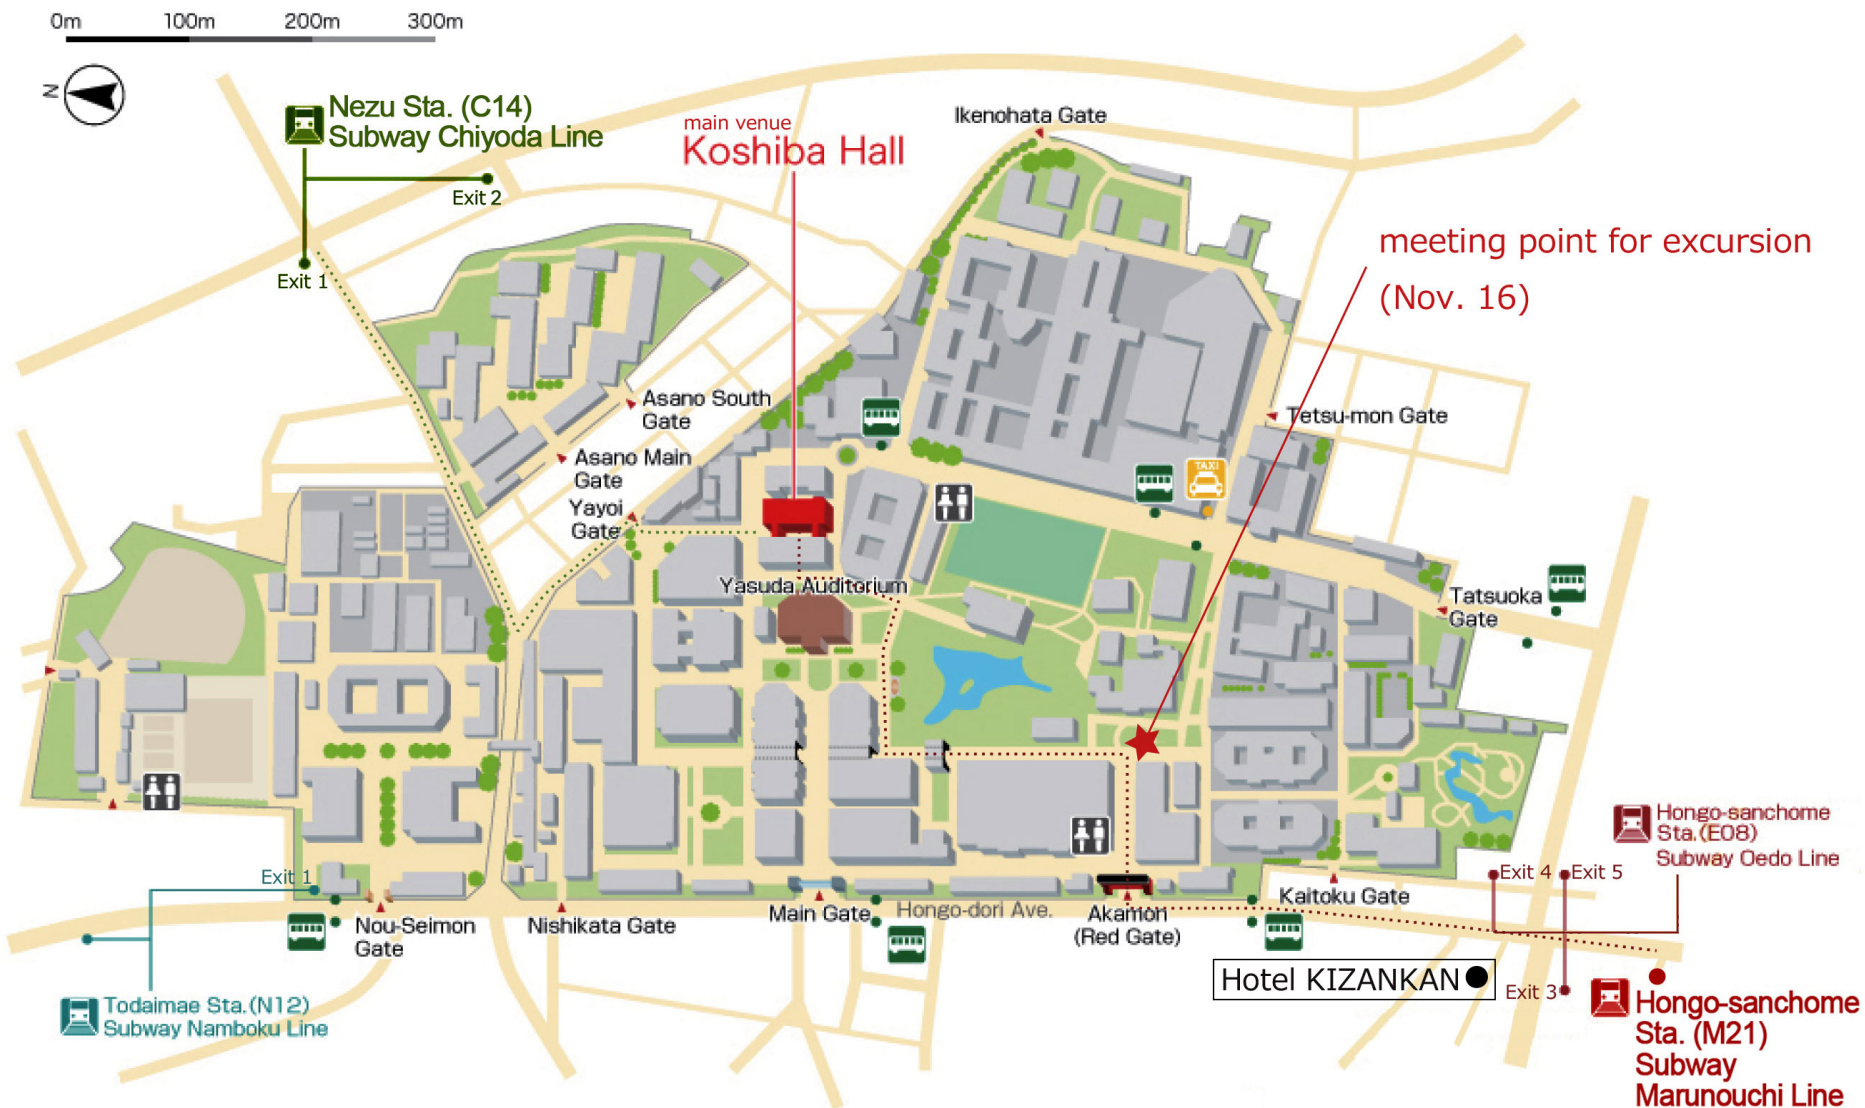 0m 100m 200m 300m
N
Nezu Sta. (C14)
Subway Chiyoda Line
Exit 2
Exit 1
main venue
Koshiba Hall
Ikenohata Gate
meeting point for excursion
(Nov. 16)
Asano South
Gate
Tetsu-mon Gate
Asano Main
Gate
TAXI
Yayoi
Gate
Yasuda Auditorium
Tatsuoka
Gate
Hongo-sanchome
Sta.(E08)
Subway Oedo Line
Exit 1
Exit 4
Exit 5
Kaitoku Gate
Nou-Seimon
Gate
Nishikata Gate
Main Gate
Hongo-dori Ave.
Akamon
(Red Gate)
Hotel KIZANKAN
Exit 3
Todaimae Sta.(N12)
Subway Namboku Line
Hongo-sanchome
Sta. (M21)
Subway
Marunouchi Line